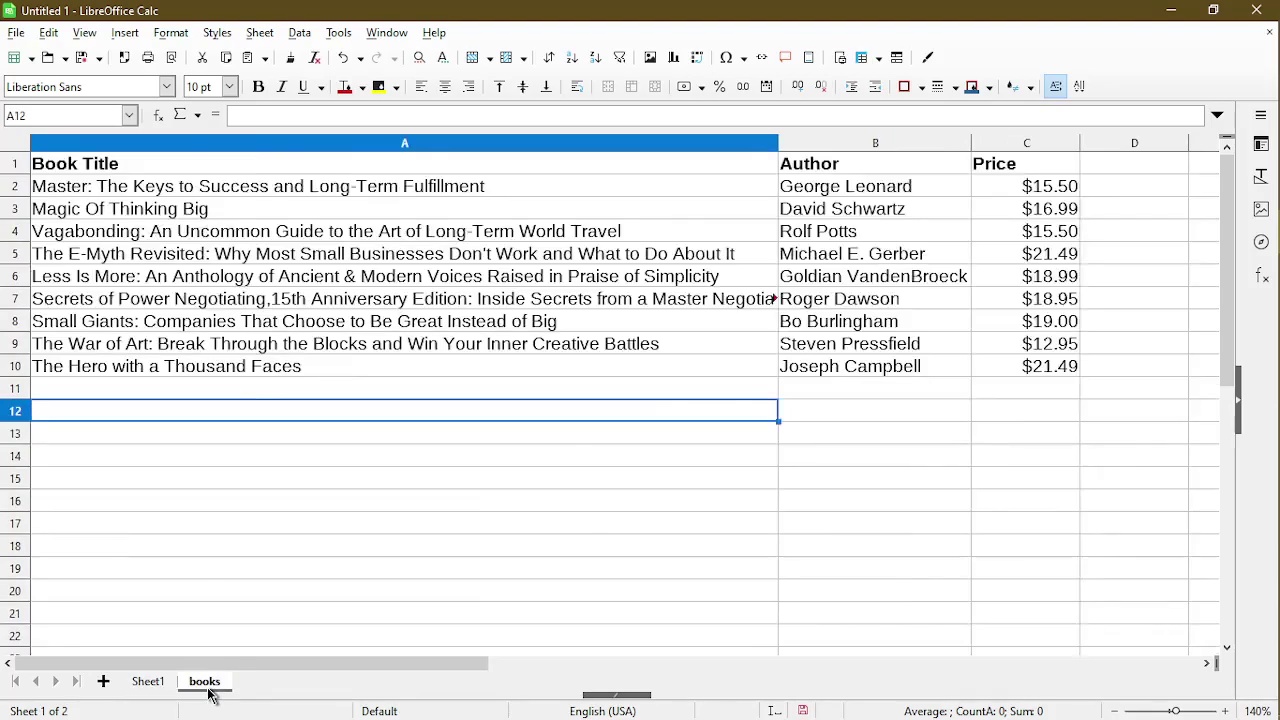 Untitled 1 - LibreOffice Calc
File Edit View Insert Format Styles Sheet Data Tools Window Help
Liberation Sans 10 pt
A12
A B C D
1 Book Title Author Price
2 Master: The Keys to Success and Long-Term Fulfillment George Leonard $15.50
3 Magic Of Thinking Big David Schwartz $16.99
4 Vagabonding: An Uncommon Guide to the Art of Long-Term World Travel Rolf Potts $15.50
5 The E-Myth Revisited: Why Most Small Businesses Don't Work and What to Do About It Michael E. Gerber $21.49
6 Less Is More: An Anthology of Ancient & Modern Voices Raised in Praise of Simplicity Goldian VandenBroeck $18.99
7 Secrets of Power Negotiating,15th Anniversary Edition: Inside Secrets from a Master Negotia Roger Dawson $18.95
8 Small Giants: Companies That Choose to Be Great Instead of Big Bo Burlingham $19.00
9 The War of Art: Break Through the Blocks and Win Your Inner Creative Battles Steven Pressfield $12.95
10 The Hero with a Thousand Faces Joseph Campbell $21.49
11
12
13
14
15
16
17
18
19
20
21
22
Sheet1 books
Sheet 1 of 2 Default English (USA) Average: ; CountA: 0; Sum: 0 140%